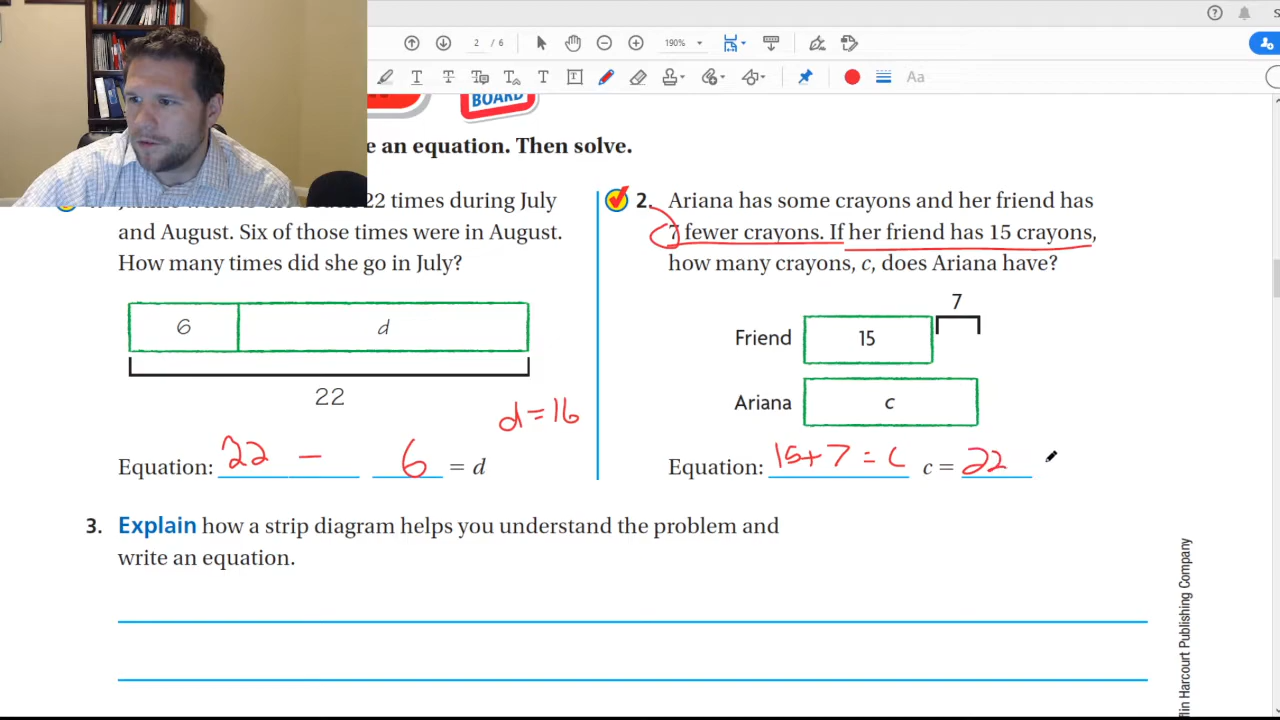 2 / 6
190%
Aa
BOARD
e an equation. Then solve.
22 times during July
and August. Six of those times were in August.
How many times did she go in July?
6
d
22
d = 16
Equation: 22 - 6 = d
2. Ariana has some crayons and her friend has
7 fewer crayons. If her friend has 15 crayons,
how many crayons, c, does Ariana have?
7
Friend 15
Ariana c
Equation: 15 + 7 = c c = 22
3. Explain how a strip diagram helps you understand the problem and
write an equation.
flin Harcourt Publishing Company